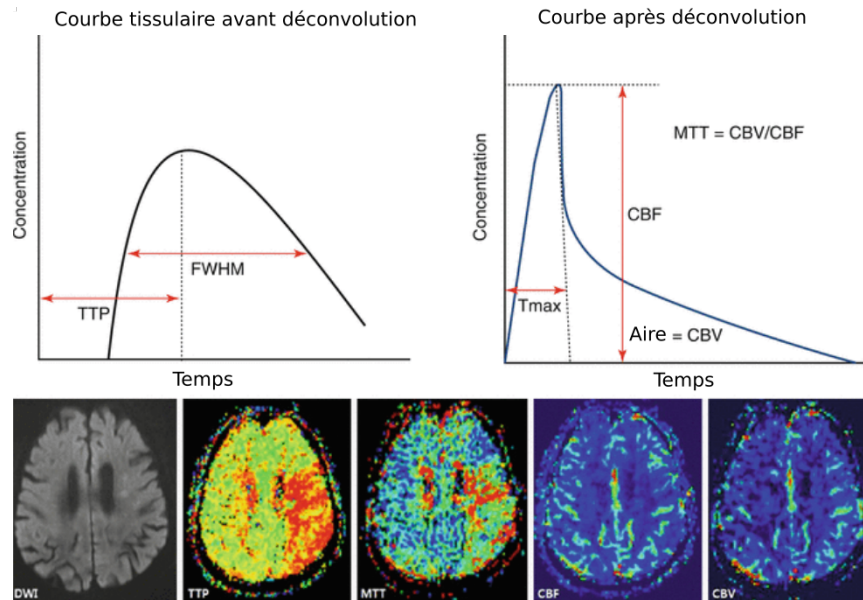 Courbe tissulaire avant déconvolution
Concentration
FWHM
TTP
Temps
Courbe après déconvolution
Concentration
MTT = CBV/CBF
CBF
Tmax
Aire = CBV
Temps
DWI
TTP
MTT
CBF
CBV